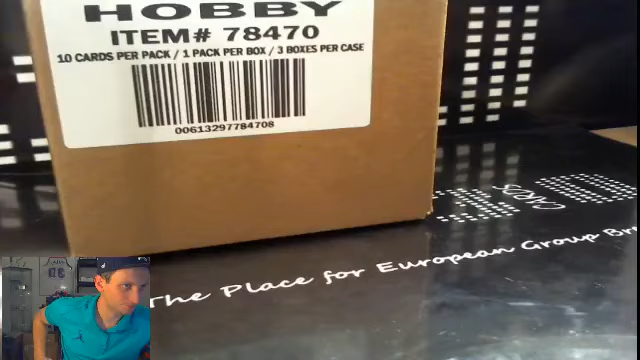 HOBBY
ITEM# 78470
10 CARDS PER PACK / 1 PACK PER BOX / 3 BOXES PER CASE
00613297784708
CARDS
The Place for European Group Br